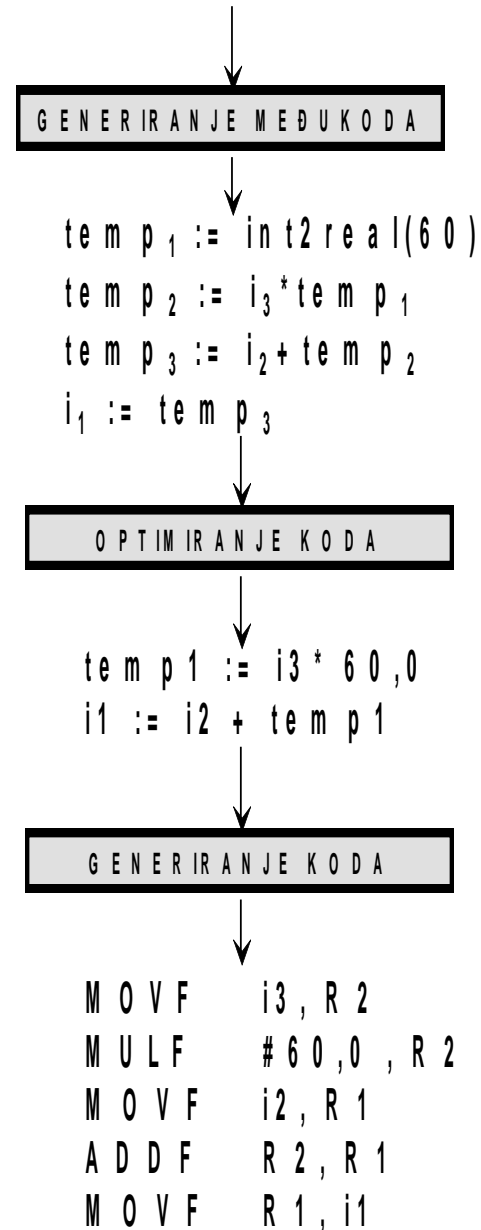 GENERIRANJE MEĐUKODA
temp₁ := int2real(60)
temp₂ := i₃*temp₁
temp₃ := i₂+temp₂
i₁ := temp₃
OPTIMIRANJE KODA
temp1 := i3 * 60,0
i1 := i2 + temp1
GENERIRANJE KODA
MOVF i3, R2
MULF #60,0 , R2
MOVF i2, R1
ADDF R2, R1
MOVF R1, i1